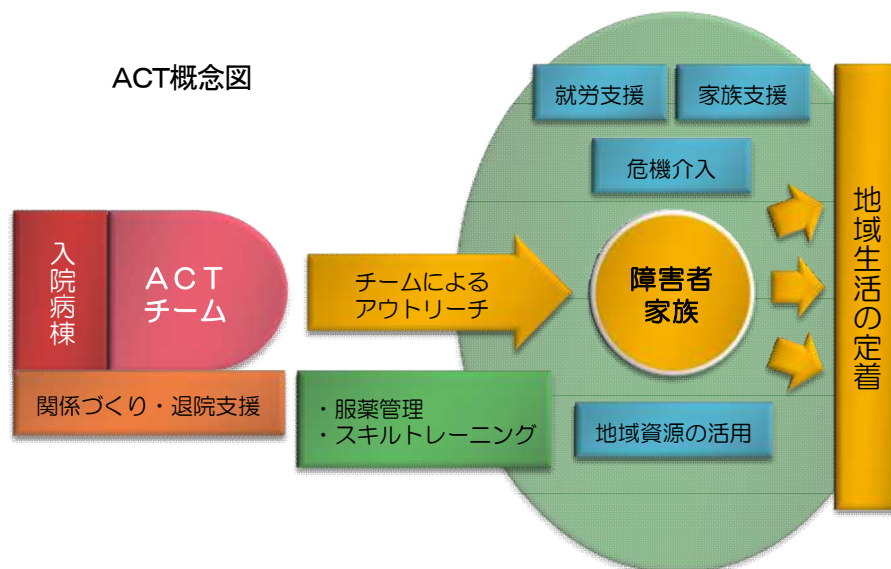 ACT概念図
就労支援
家族支援
危機介入
入院病棟
ACT
チーム
チームによる
アウトリーチ
障害者
家族
地域生活の定着
関係づくり・退院支援
・服薬管理
・スキルトレーニング
地域資源の活用